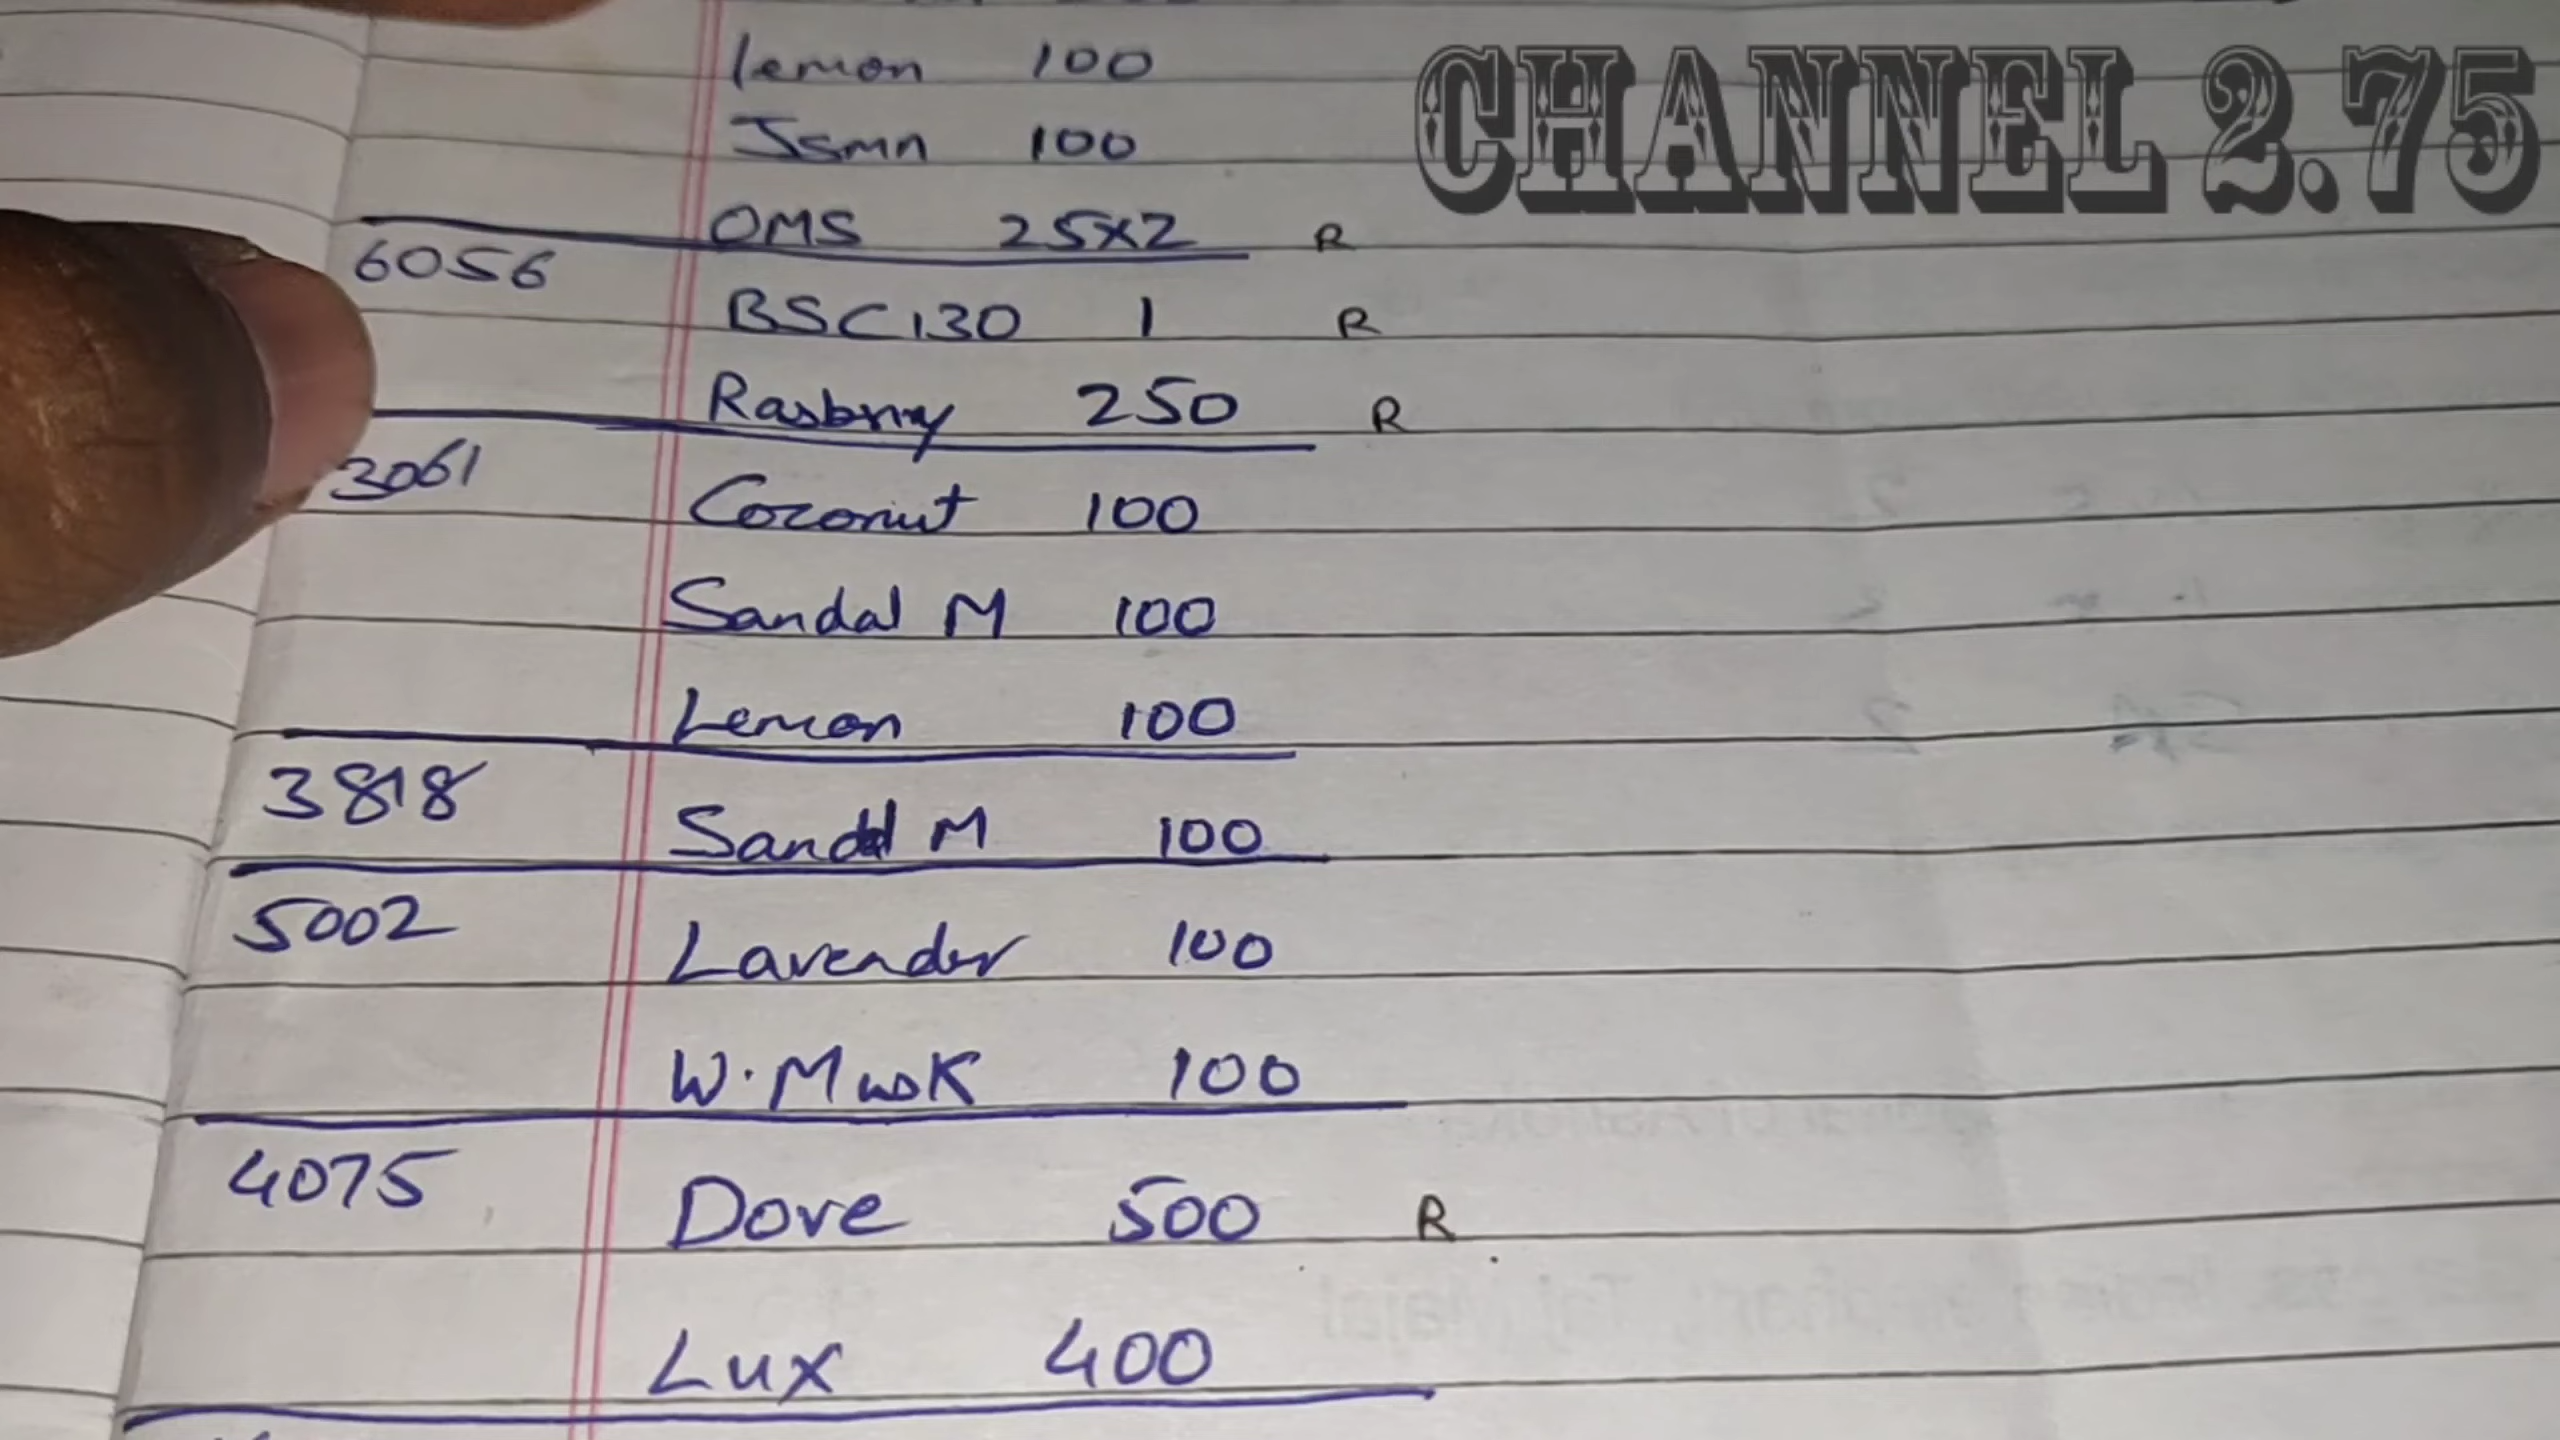 lemon 100
CHANNEL 2.75
Jsmn 100
OMS 25x2 R
6056 BSC130 1 R
Rasbrry 250 R
3061 Coconut 100
Sandal M 100
Lemon 100
3818 Sandal M 100
5002 Lavender 100
W. Musk 100
4075 Dove 500 R
Lux 400